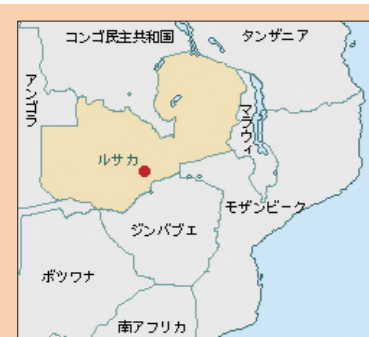 コンゴ民主共和国
タンザニア
アンゴラ
マラウィ
ルサカ
モザンビーク
ジンバブエ
ボツワナ
南アフリカ